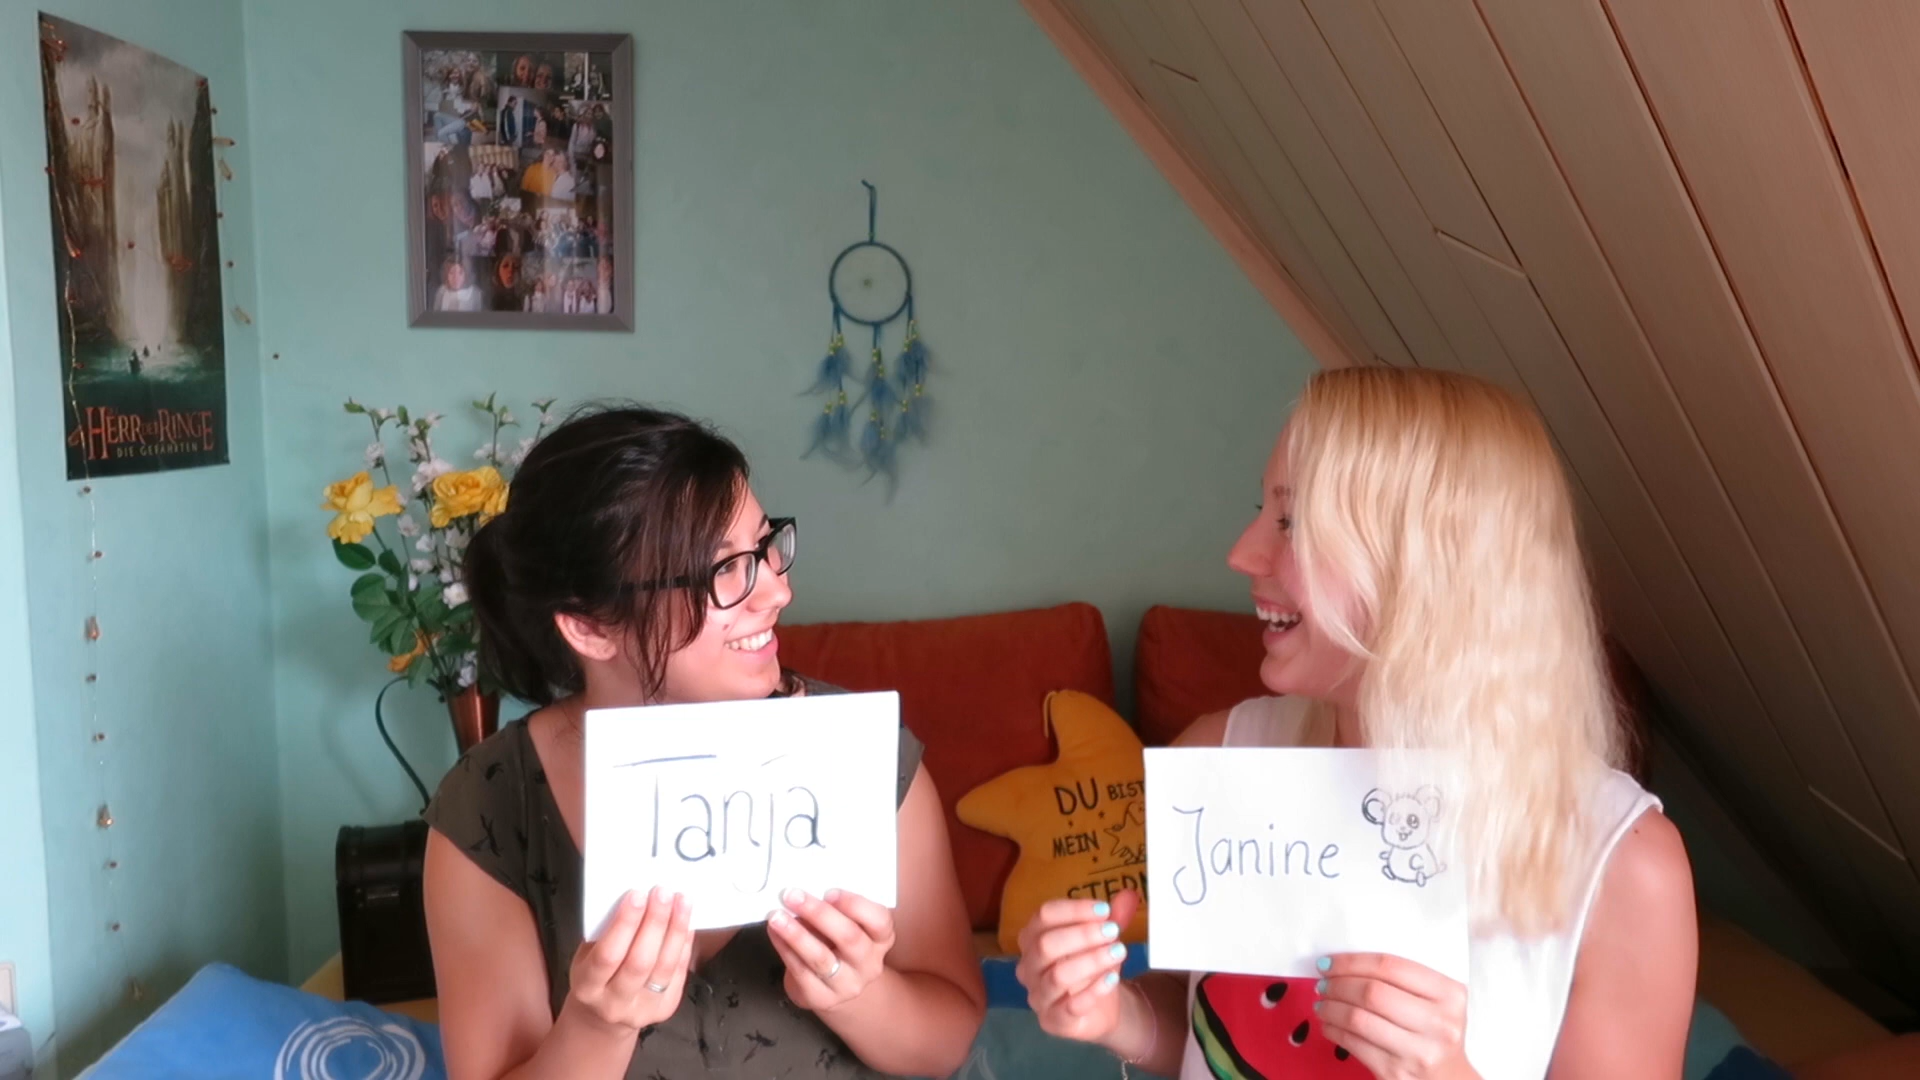 HERR DER RINGE
DIE GEFÄHRTEN
Tanja
DU BIST
MEIN
STERN
Janine